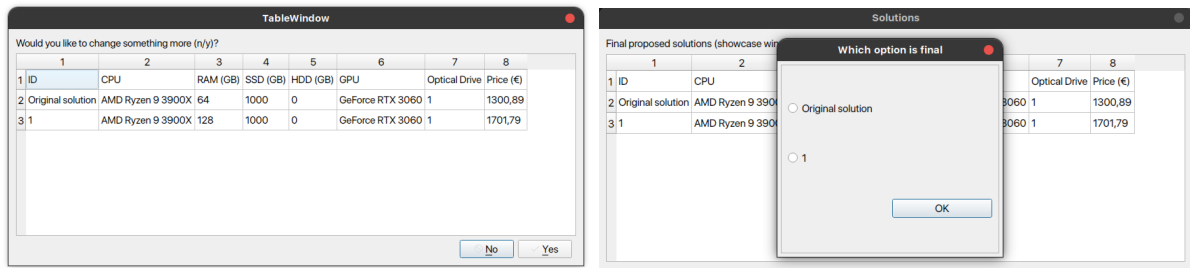 TableWindow
Would you like to change something more (n/y)?
1 2 3 4 5 6 7 8
1 ID CPU RAM (GB) SSD (GB) HDD (GB) GPU Optical Drive Price (€)
2 Original solution AMD Ryzen 9 3900X 64 1000 0 GeForce RTX 3060 1 1300,89
3 1 AMD Ryzen 9 3900X 128 1000 0 GeForce RTX 3060 1 1701,79
No Yes
Solutions
Final proposed solutions (showcase
1 2 7 8
1 ID CPU Optical Drive Price (€)
2 Original solution AMD Ryzen 9 3060 1 1300,89
3 1 AMD Ryzen 9 3060 1 1701,79
Which option is final
Original solution
1
OK